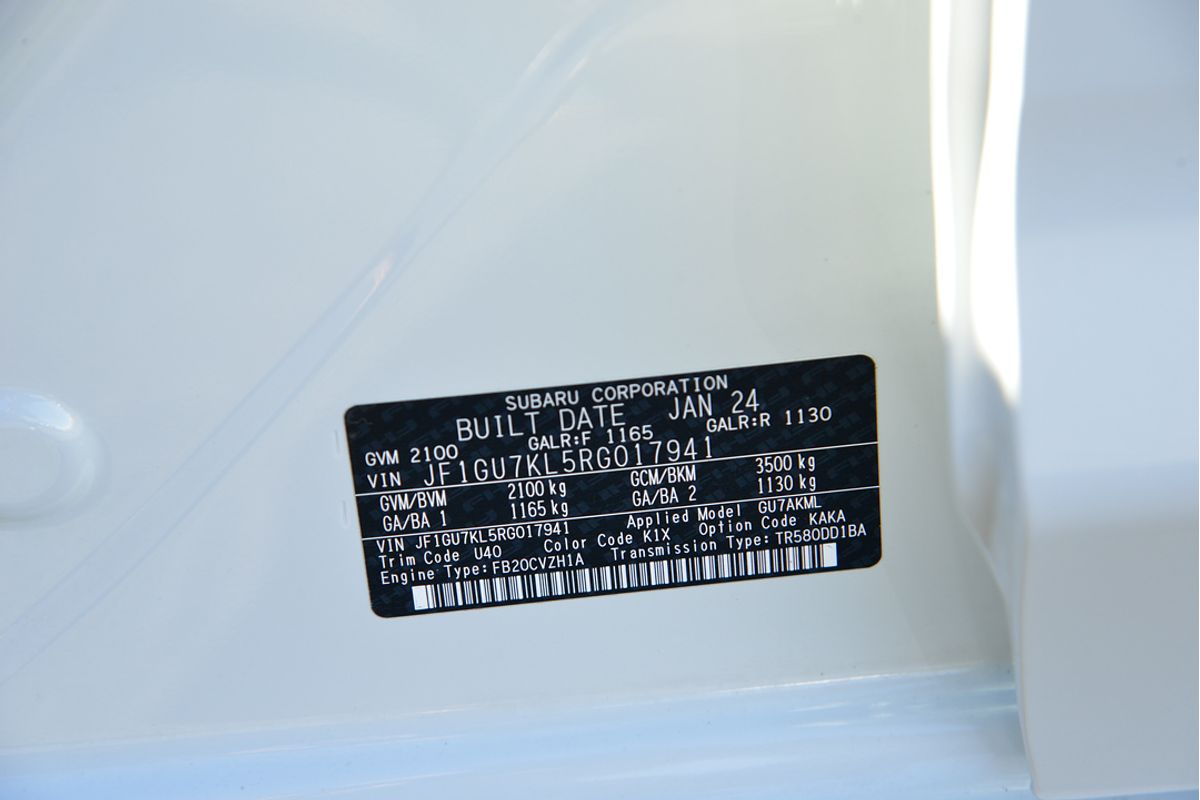 SUBARU CORPORATION
BUILT DATE JAN 24
GVM 2100 GALR:F 1165 GALR:R 1130
VIN JF1GU7KL5RG017941
GVM/BVM 2100 kg GCM/BKM 3500 kg
GA/BA 1 1165 kg GA/BA 2 1130 kg
VIN JF1GU7KL5RG017941 Applied Model GU7AKML
Trim Code U40 Color Code K1X Option Code KAKA
Engine Type:FB20CVZH1A Transmission Type:TR580DD1BA